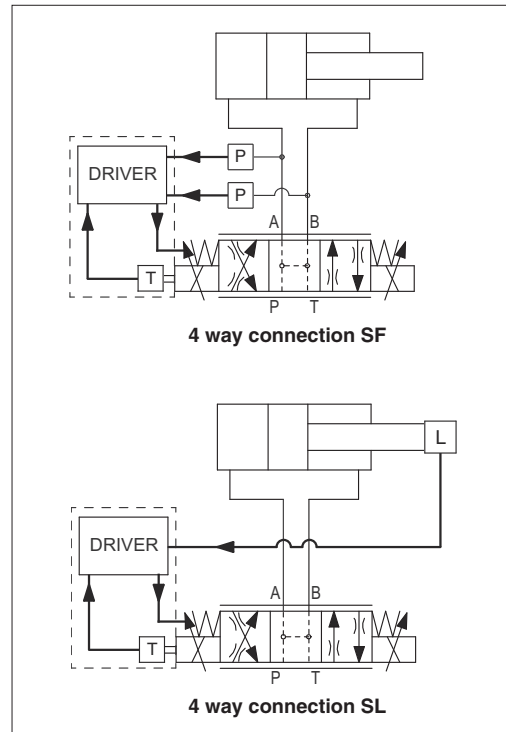 P
DRIVER
P
A B
T
P T
4 way connection SF
L
DRIVER
A B
T
P T
4 way connection SL